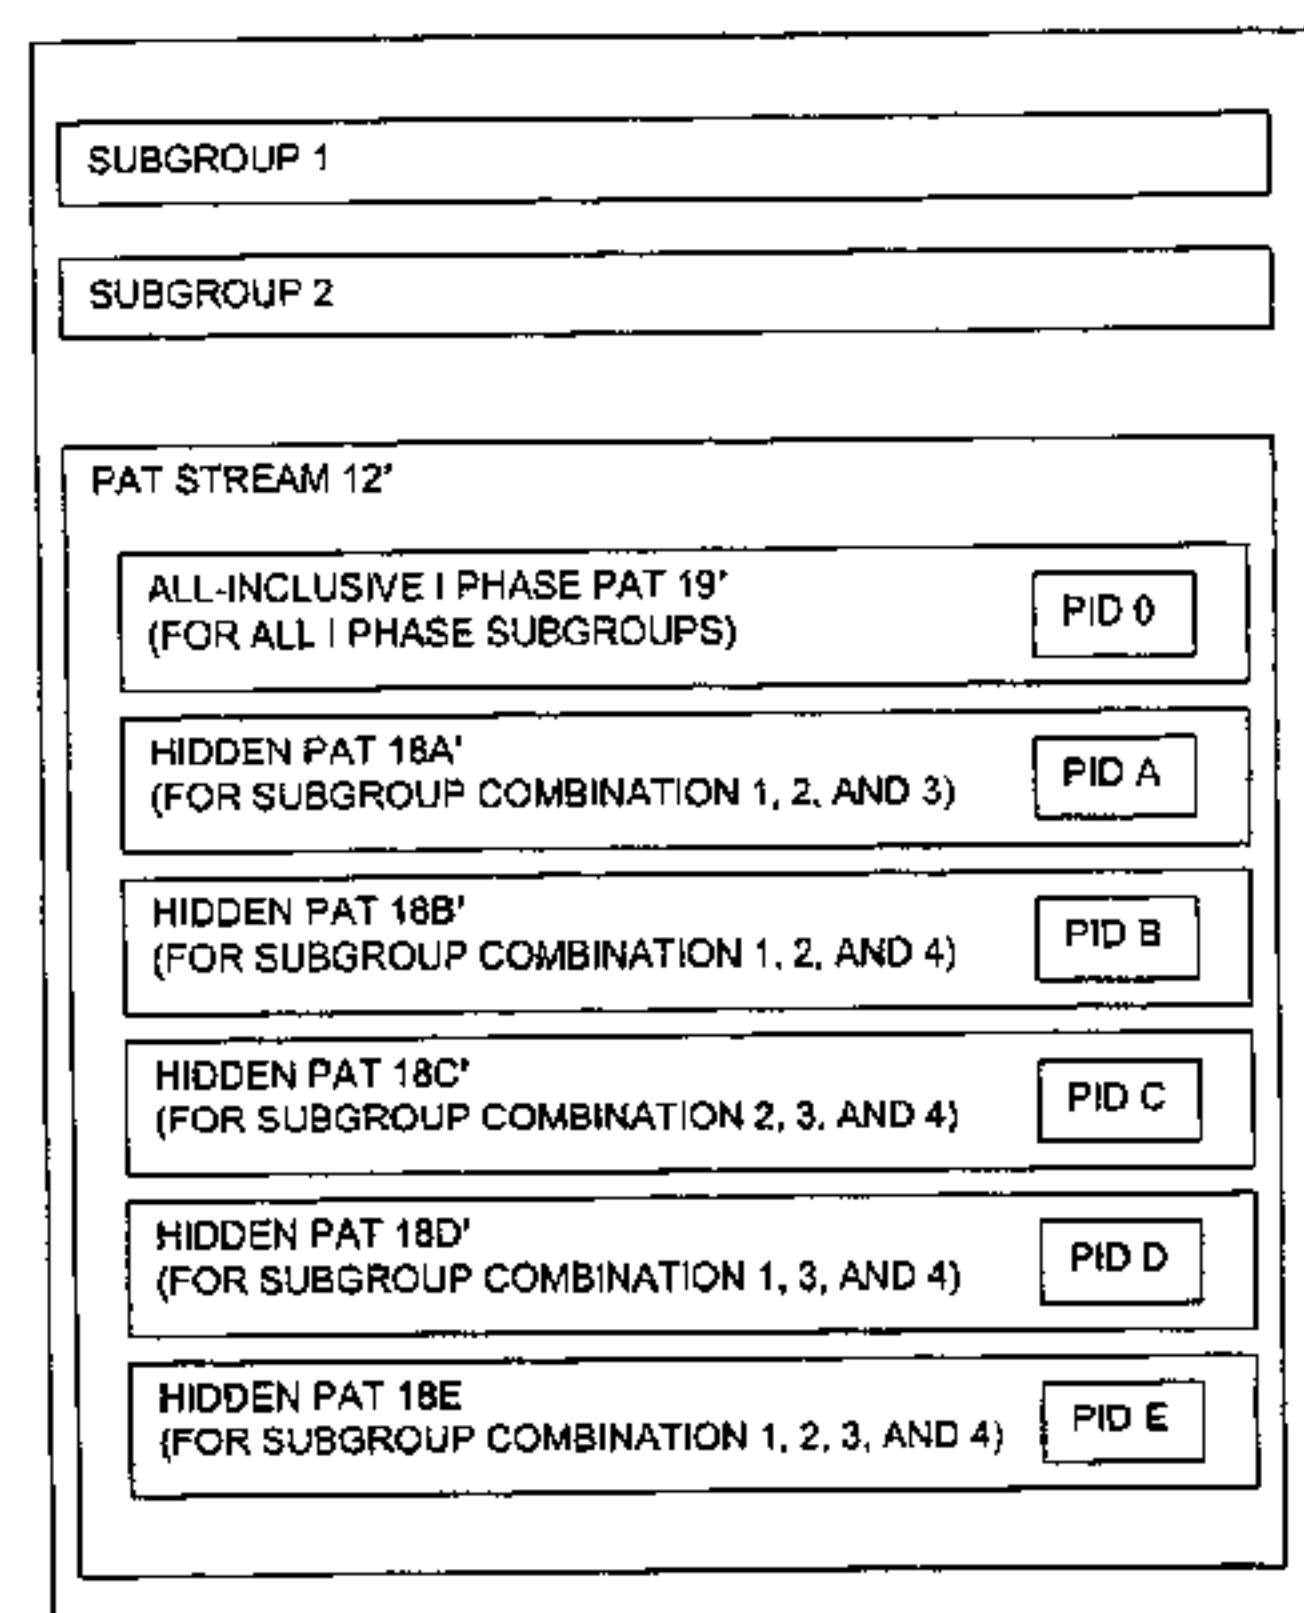 SUBGROUP 1
SUBGROUP 2
PAT STREAM 12'
ALL-INCLUSIVE I PHASE PAT 19'
(FOR ALL I PHASE SUBGROUPS)
PID 0
HIDDEN PAT 18A'
(FOR SUBGROUP COMBINATION 1, 2, AND 3)
PID A
HIDDEN PAT 18B'
(FOR SUBGROUP COMBINATION 1, 2, AND 4)
PID B
HIDDEN PAT 18C'
(FOR SUBGROUP COMBINATION 2, 3, AND 4)
PID C
HIDDEN PAT 18D'
(FOR SUBGROUP COMBINATION 1, 3, AND 4)
PID D
HIDDEN PAT 18E
(FOR SUBGROUP COMBINATION 1, 2, 3, AND 4)
PID E